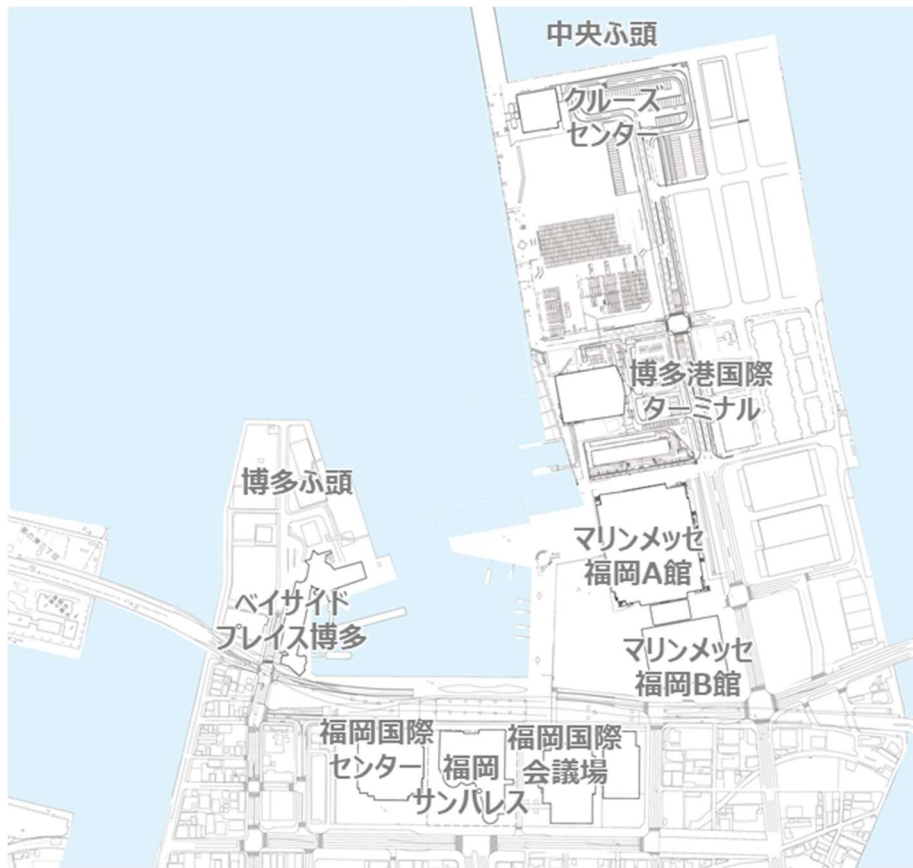 中央ふ頭
クルーズ
センター
博多港国際
ターミナル
博多ふ頭
マリンメッセ
福岡A館
ベイサイド
プレイス博多
マリンメッセ
福岡B館
福岡国際
センター
福岡
サンパレス
福岡国際
会議場